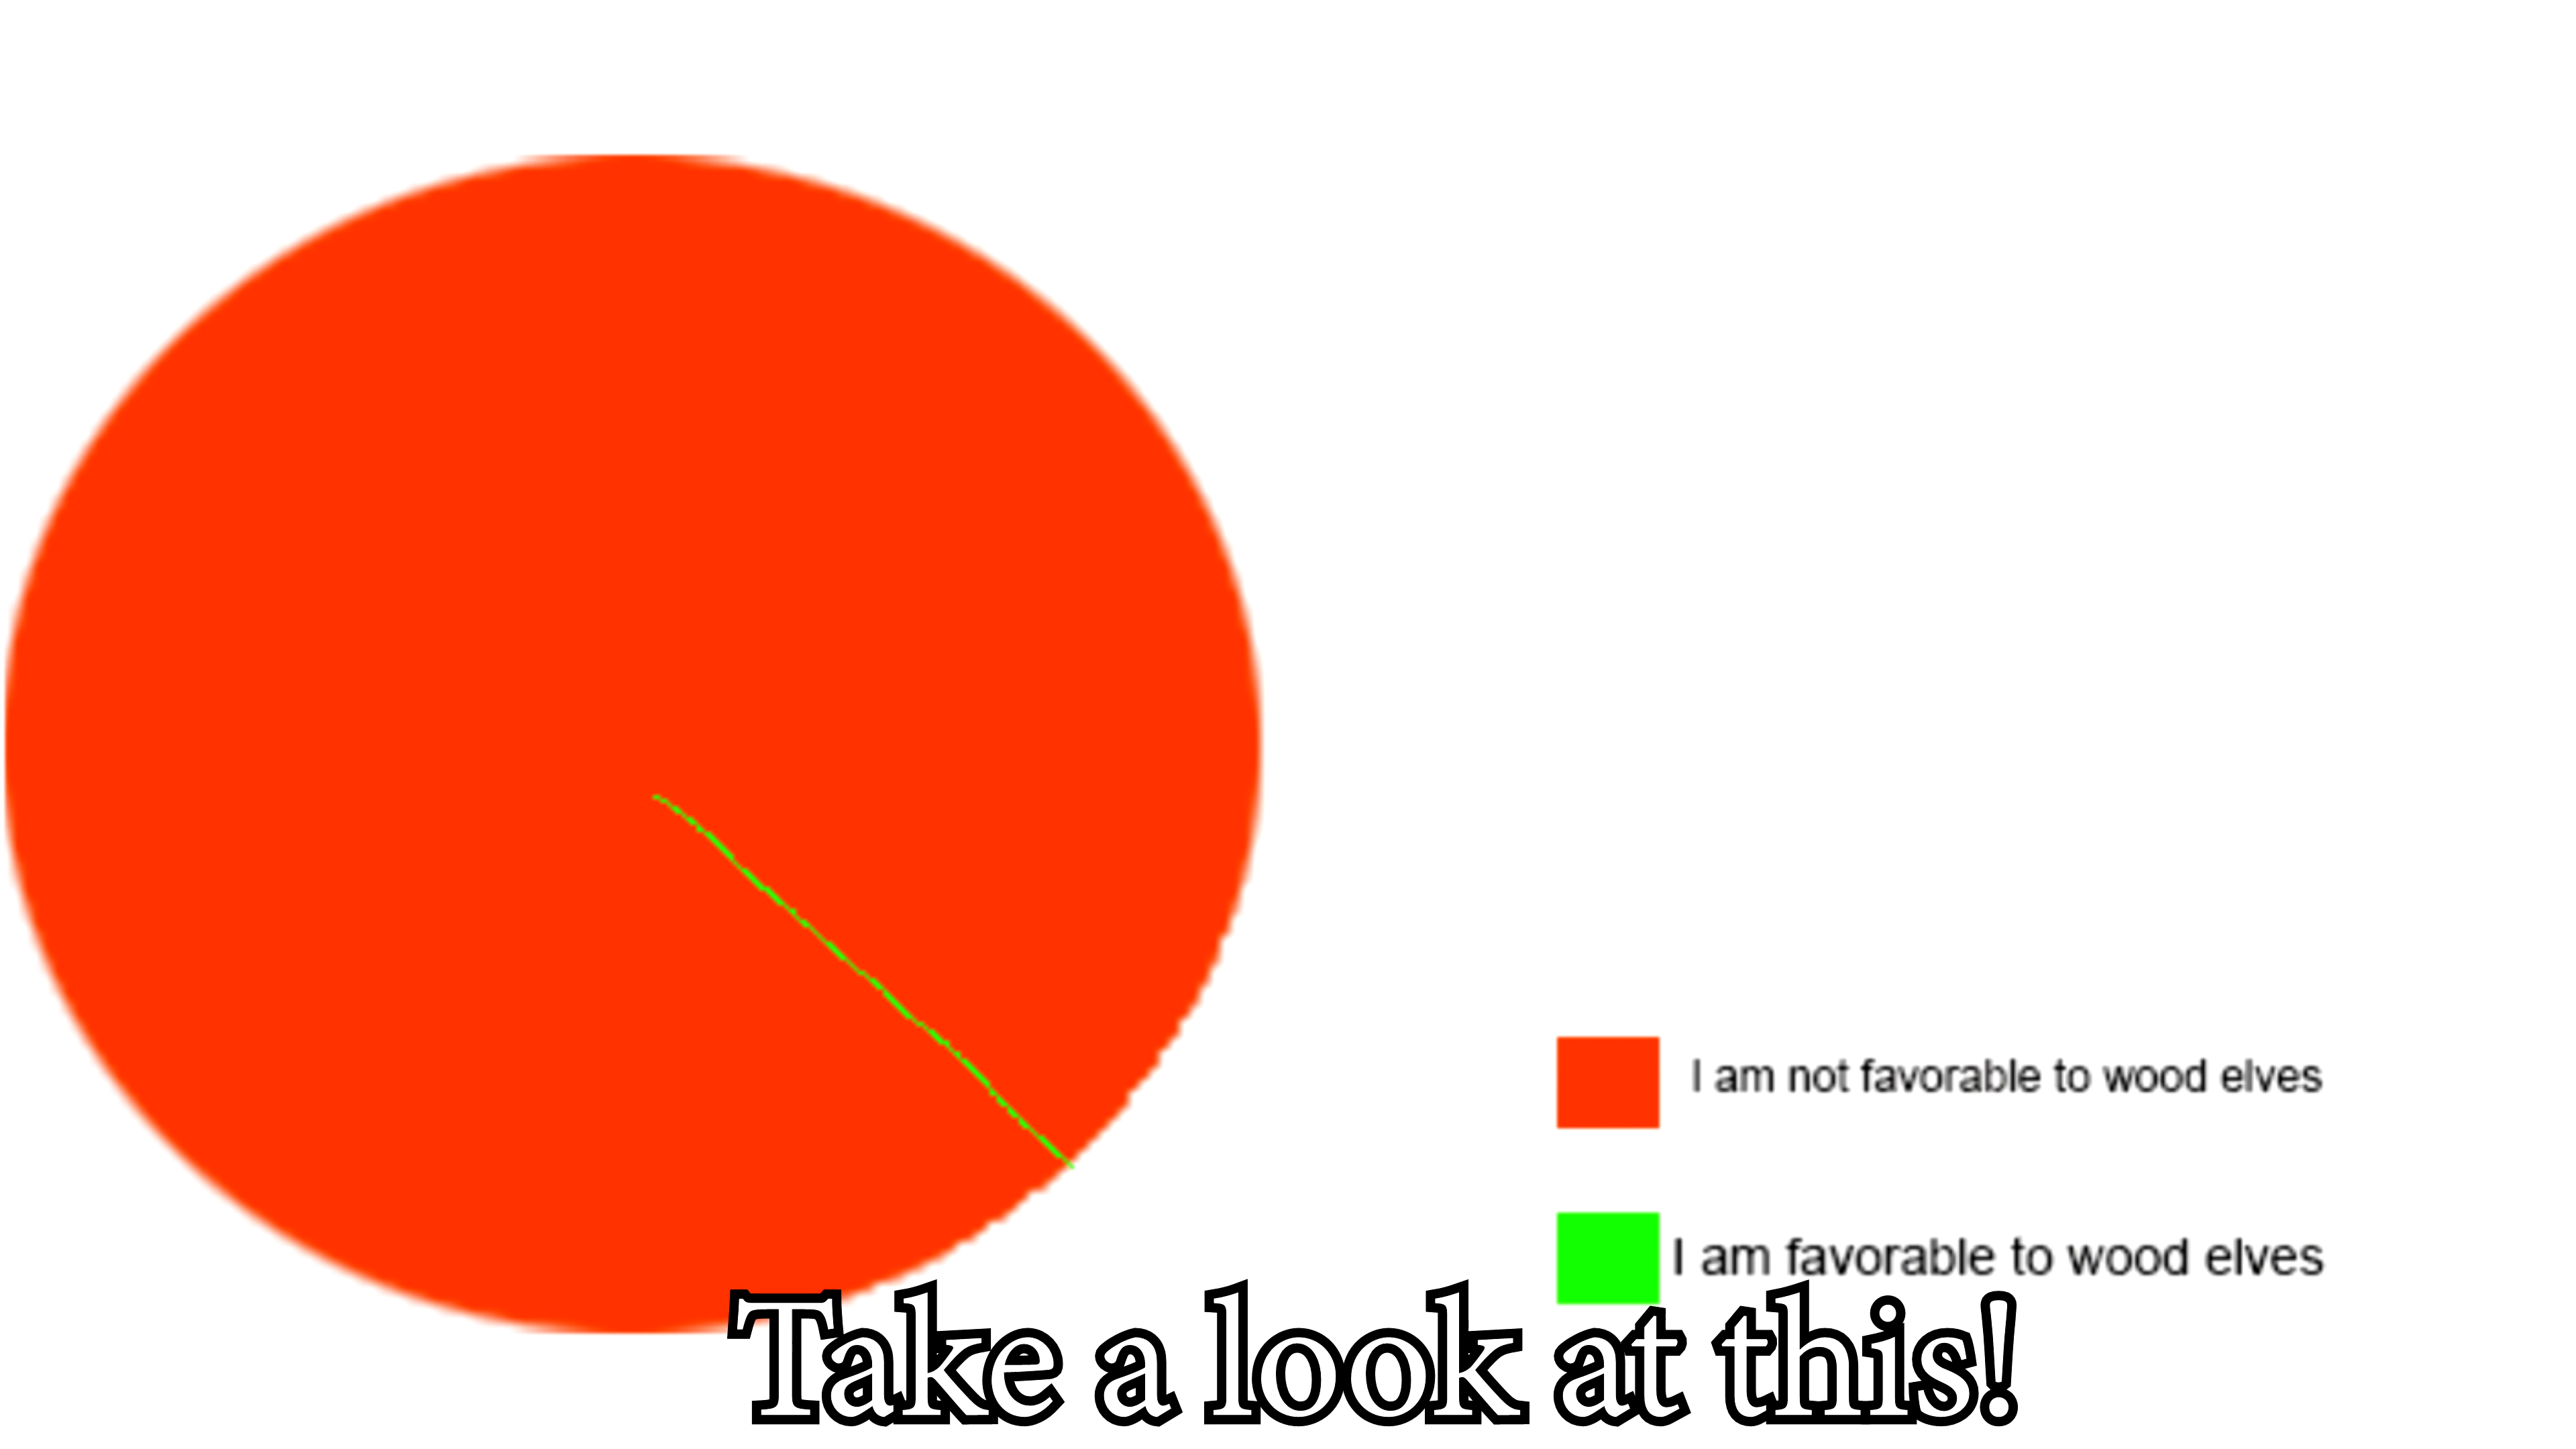 I am not favorable to wood elves
I am favorable to wood elves
Take a look at this!